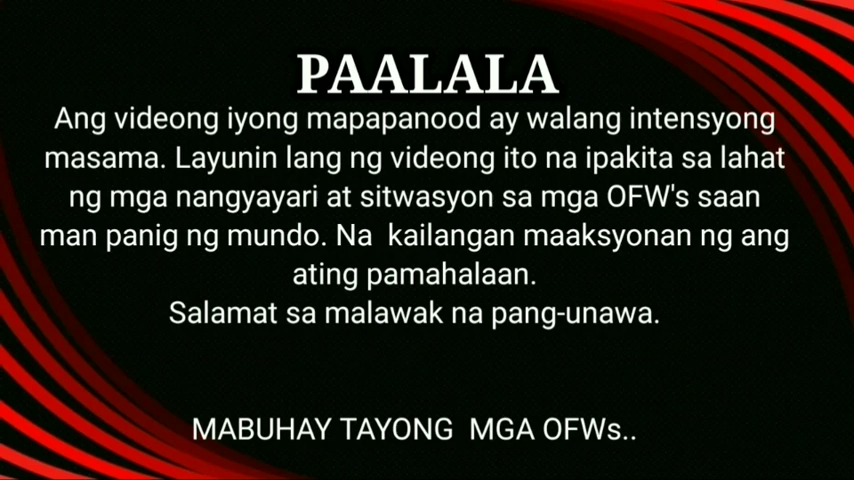 PAALALA
Ang videong iyong mapapanood ay walang intensyong
masama. Layunin lang ng videong ito na ipakita sa lahat
ng mga nangyayari at sitwasyon sa mga OFW's saan
man panig ng mundo. Na  kailangan maaksyonan ng ang
ating pamahalaan.
Salamat sa malawak na pang-unawa.
MABUHAY TAYONG  MGA OFWs..